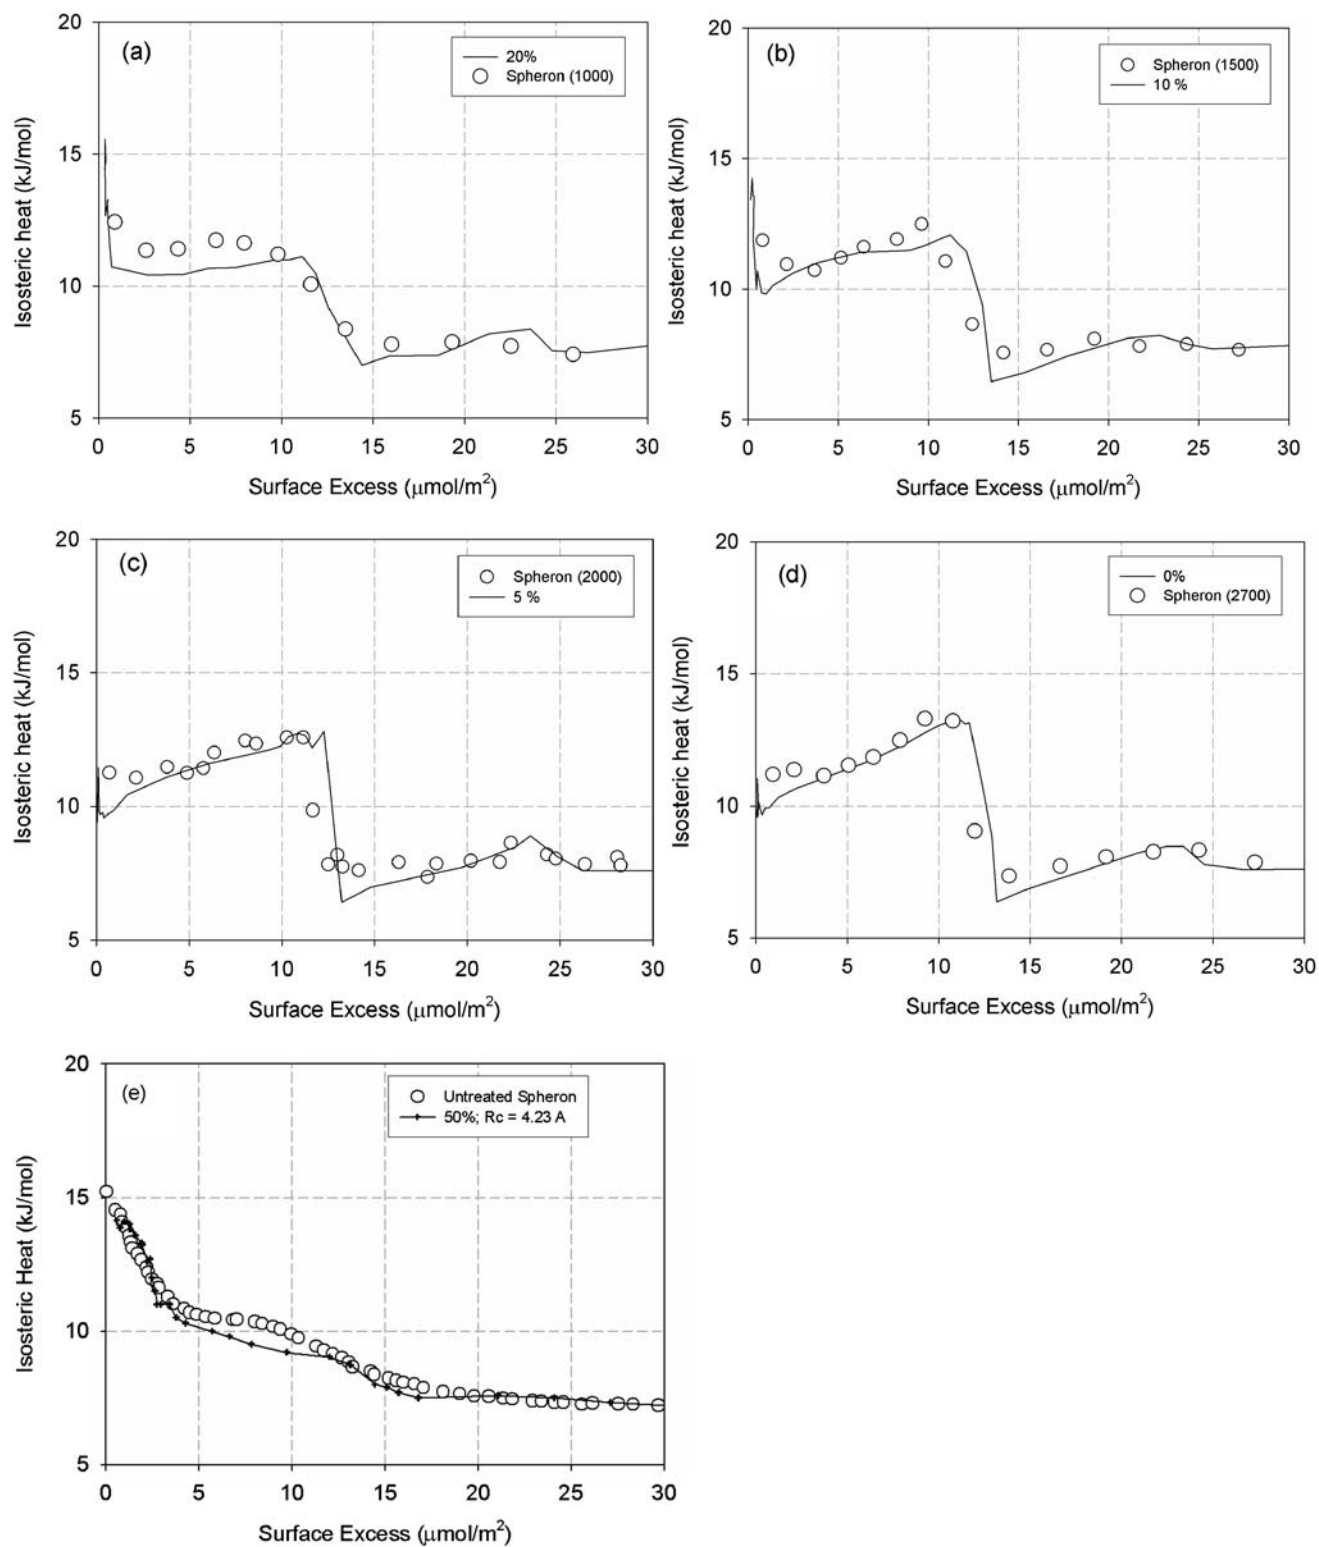 (a)
20%
Spheron (1000)
20
15
10
5
0 5 10 15 20 25 30
Isosteric heat (kJ/mol)
Surface Excess (μmol/m²)
(b)
Spheron (1500)
10 %
20
15
10
5
0 5 10 15 20 25 30
Isosteric heat (kJ/mol)
Surface Excess (μmol/m²)
(c)
Spheron (2000)
5 %
20
15
10
5
0 5 10 15 20 25 30
Isosteric heat (kJ/mol)
Surface Excess (μmol/m²)
(d)
0%
Spheron (2700)
20
15
10
5
0 5 10 15 20 25 30
Isosteric heat (kJ/mol)
Surface Excess (μmol/m²)
(e)
Untreated Spheron
50%; Rc = 4.23 A
20
15
10
5
0 5 10 15 20 25 30
Isosteric Heat (kJ/mol)
Surface Excess (μmol/m²)